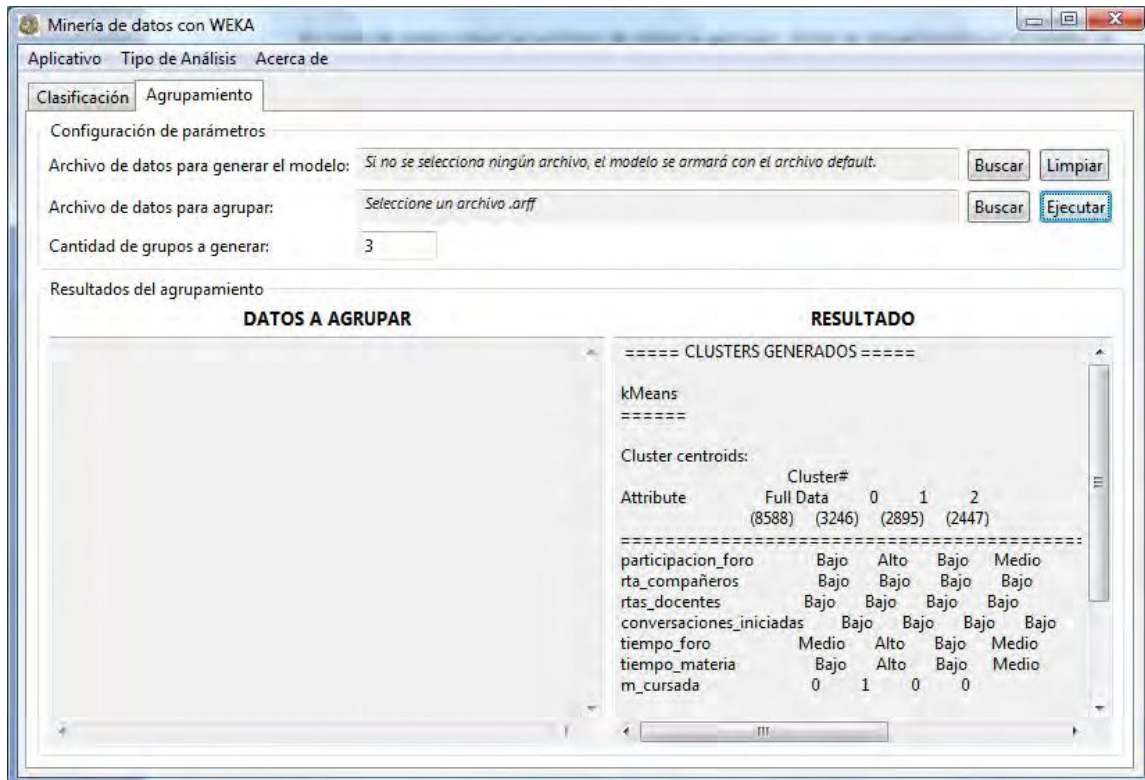 Minería de datos con WEKA
Aplicativo Tipo de Análisis Acerca de
Clasificación Agrupamiento
Configuración de parámetros
Archivo de datos para generar el modelo: Si no se selecciona ningún archivo, el modelo se armará con el archivo default. Buscar Limpiar
Archivo de datos para agrupar: Seleccione un archivo .arff Buscar Ejecutar
Cantidad de grupos a generar: 3
Resultados del agrupamiento
DATOS A AGRUPAR RESULTADO
===== CLUSTERS GENERADOS =====
kMeans
======
Cluster centroids:
Cluster#
Attribute Full Data 0 1 2
(8588) (3246) (2895) (2447)
============================================
participacion_foro Bajo Alto Bajo Medio
rta_compañeros Bajo Bajo Bajo Bajo
rtas_docentes Bajo Bajo Bajo Bajo
conversaciones_iniciadas Bajo Bajo Bajo Bajo
tiempo_foro Medio Alto Bajo Medio
tiempo_materia Bajo Alto Bajo Medio
m_cursada 0 1 0 0